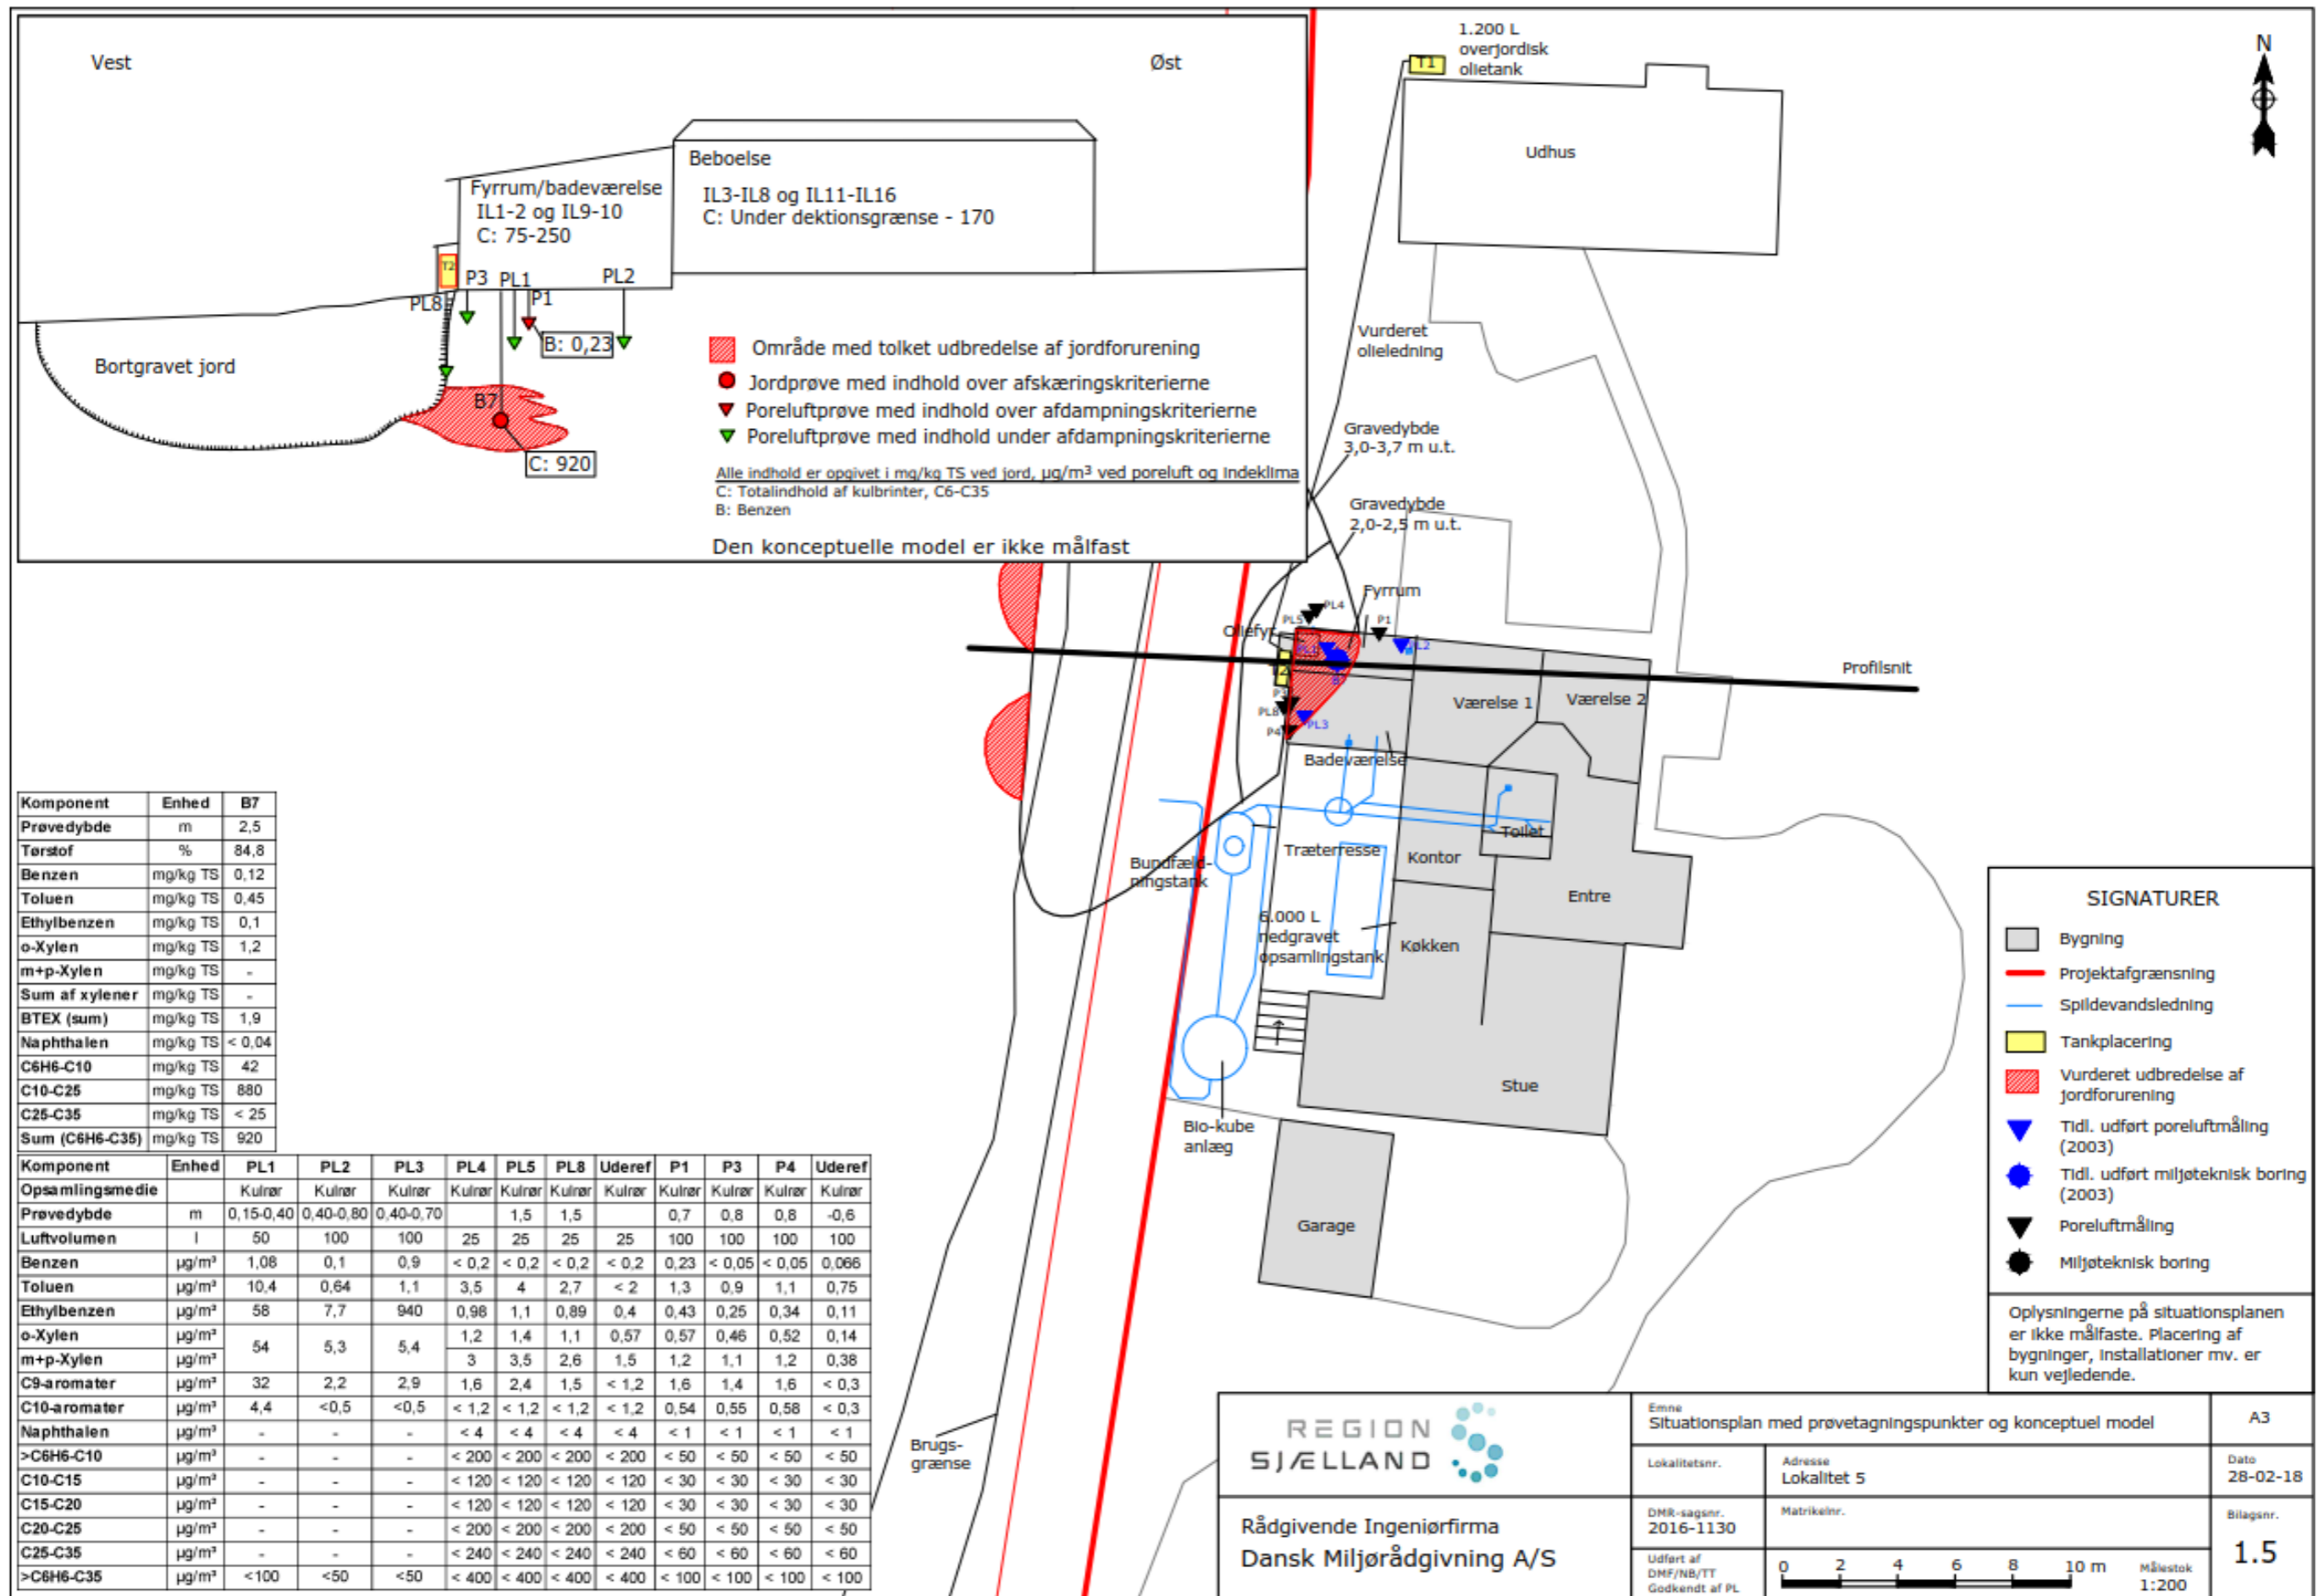 Vest
Øst
Fyrrum/badeværelse
IL1-2 og IL9-10
C: 75-250
Beboelse
IL3-IL8 og IL11-IL16
C: Under dektionsgrænse - 170
T2
P3
PL1
PL2
P1
PL8
B: 0,23
Bortgravet jord
B7
C: 920
Område med tolket udbredelse af jordforurening
Jordprøve med indhold over afskæringskriterierne
Poreluftprøve med indhold over afdampningskriterierne
Poreluftprøve med indhold under afdampningskriterierne
Alle indhold er opgivet i mg/kg TS ved jord, µg/m³ ved poreluft og indeklima
C: Totalindhold af kulbrinter, C6-C35
B: Benzen
Den konceptuelle model er ikke målfast
1.200 L
overjordisk
olietank
T1
N
Udhus
Vurderet
olieledning
Gravedybde
3,0-3,7 m u.t.
Gravedybde
2,0-2,5 m u.t.
Fyrrum
PL4
PL5
P1
Oliefyr
PL1
PL2
Profilsnit
Værelse 1
Værelse 2
PL8
PL3
P4
Badeværelse
Toilet
Træterresse
Kontor
Bundfæld-
ningstank
Entre
6.000 L
nedgravet
opsamlingstank
Køkken
Stue
Bio-kube
anlæg
Garage
Brugs-
grænse
Komponent Enhed B7
Prøvedybde m 2,5
Tørstof % 84,8
Benzen mg/kg TS 0,12
Toluen mg/kg TS 0,45
Ethylbenzen mg/kg TS 0,1
o-Xylen mg/kg TS 1,2
m+p-Xylen mg/kg TS -
Sum af xylener mg/kg TS -
BTEX (sum) mg/kg TS 1,9
Naphthalen mg/kg TS < 0,04
C6H6-C10 mg/kg TS 42
C10-C25 mg/kg TS 880
C25-C35 mg/kg TS < 25
Sum (C6H6-C35) mg/kg TS 920
Komponent Enhed PL1 PL2 PL3 PL4 PL5 PL8 Uderef P1 P3 P4 Uderef
Opsamlingsmedie Kulrør Kulrør Kulrør Kulrør Kulrør Kulrør Kulrør Kulrør Kulrør Kulrør Kulrør
Prøvedybde m 0,15-0,40 0,40-0,80 0,40-0,70 1,5 1,5 0,7 0,8 0,8 -0,6
Luftvolumen l 50 100 100 25 25 25 25 100 100 100 100
Benzen µg/m³ 1,08 0,1 0,9 < 0,2 < 0,2 < 0,2 < 0,2 0,23 < 0,05 < 0,05 0,066
Toluen µg/m³ 10,4 0,64 1,1 3,5 4 2,7 < 2 1,3 0,9 1,1 0,75
Ethylbenzen µg/m³ 58 7,7 940 0,98 1,1 0,89 0,4 0,43 0,25 0,34 0,11
o-Xylen µg/m³ 54 5,3 5,4 1,2 1,4 1,1 0,57 0,57 0,46 0,52 0,14
m+p-Xylen µg/m³ 3 3,5 2,6 1,5 1,2 1,1 1,2 0,38
C9-aromater µg/m³ 32 2,2 2,9 1,6 2,4 1,5 < 1,2 1,6 1,4 1,6 < 0,3
C10-aromater µg/m³ 4,4 <0,5 <0,5 < 1,2 < 1,2 < 1,2 < 1,2 0,54 0,55 0,58 < 0,3
Naphthalen µg/m³ - - - < 4 < 4 < 4 < 4 < 1 < 1 < 1 < 1
>C6H6-C10 µg/m³ - - - < 200 < 200 < 200 < 200 < 50 < 50 < 50 < 50
C10-C15 µg/m³ - - - < 120 < 120 < 120 < 120 < 30 < 30 < 30 < 30
C15-C20 µg/m³ - - - < 120 < 120 < 120 < 120 < 30 < 30 < 30 < 30
C20-C25 µg/m³ - - - < 200 < 200 < 200 < 200 < 50 < 50 < 50 < 50
C25-C35 µg/m³ - - - < 240 < 240 < 240 < 240 < 60 < 60 < 60 < 60
>C6H6-C35 µg/m³ <100 <50 <50 < 400 < 400 < 400 < 400 < 100 < 100 < 100 < 100
SIGNATURER
Bygning
Projektafgrænsning
Spildevandsledning
Tankplacering
Vurderet udbredelse af
jordforurening
Tidl. udført poreluftmåling
(2003)
Tidl. udført miljøteknisk boring
(2003)
Poreluftmåling
Miljøteknisk boring
Oplysningerne på situationsplanen
er ikke målfaste. Placering af
bygninger, installationer mv. er
kun vejledende.
REGION
SJÆLLAND
Rådgivende Ingeniørfirma
Dansk Miljørådgivning A/S
Emne
Situationsplan med prøvetagningspunkter og konceptuel model
A3
Lokalitetsnr.
Adresse
Lokalitet 5
Dato
28-02-18
DMR-sagsnr.
2016-1130
Matrikelnr.
Bilagsnr.
1.5
Udført af
DMF/NB/TT
Godkendt af PL
0 2 4 6 8 10 m
Målestok
1:200